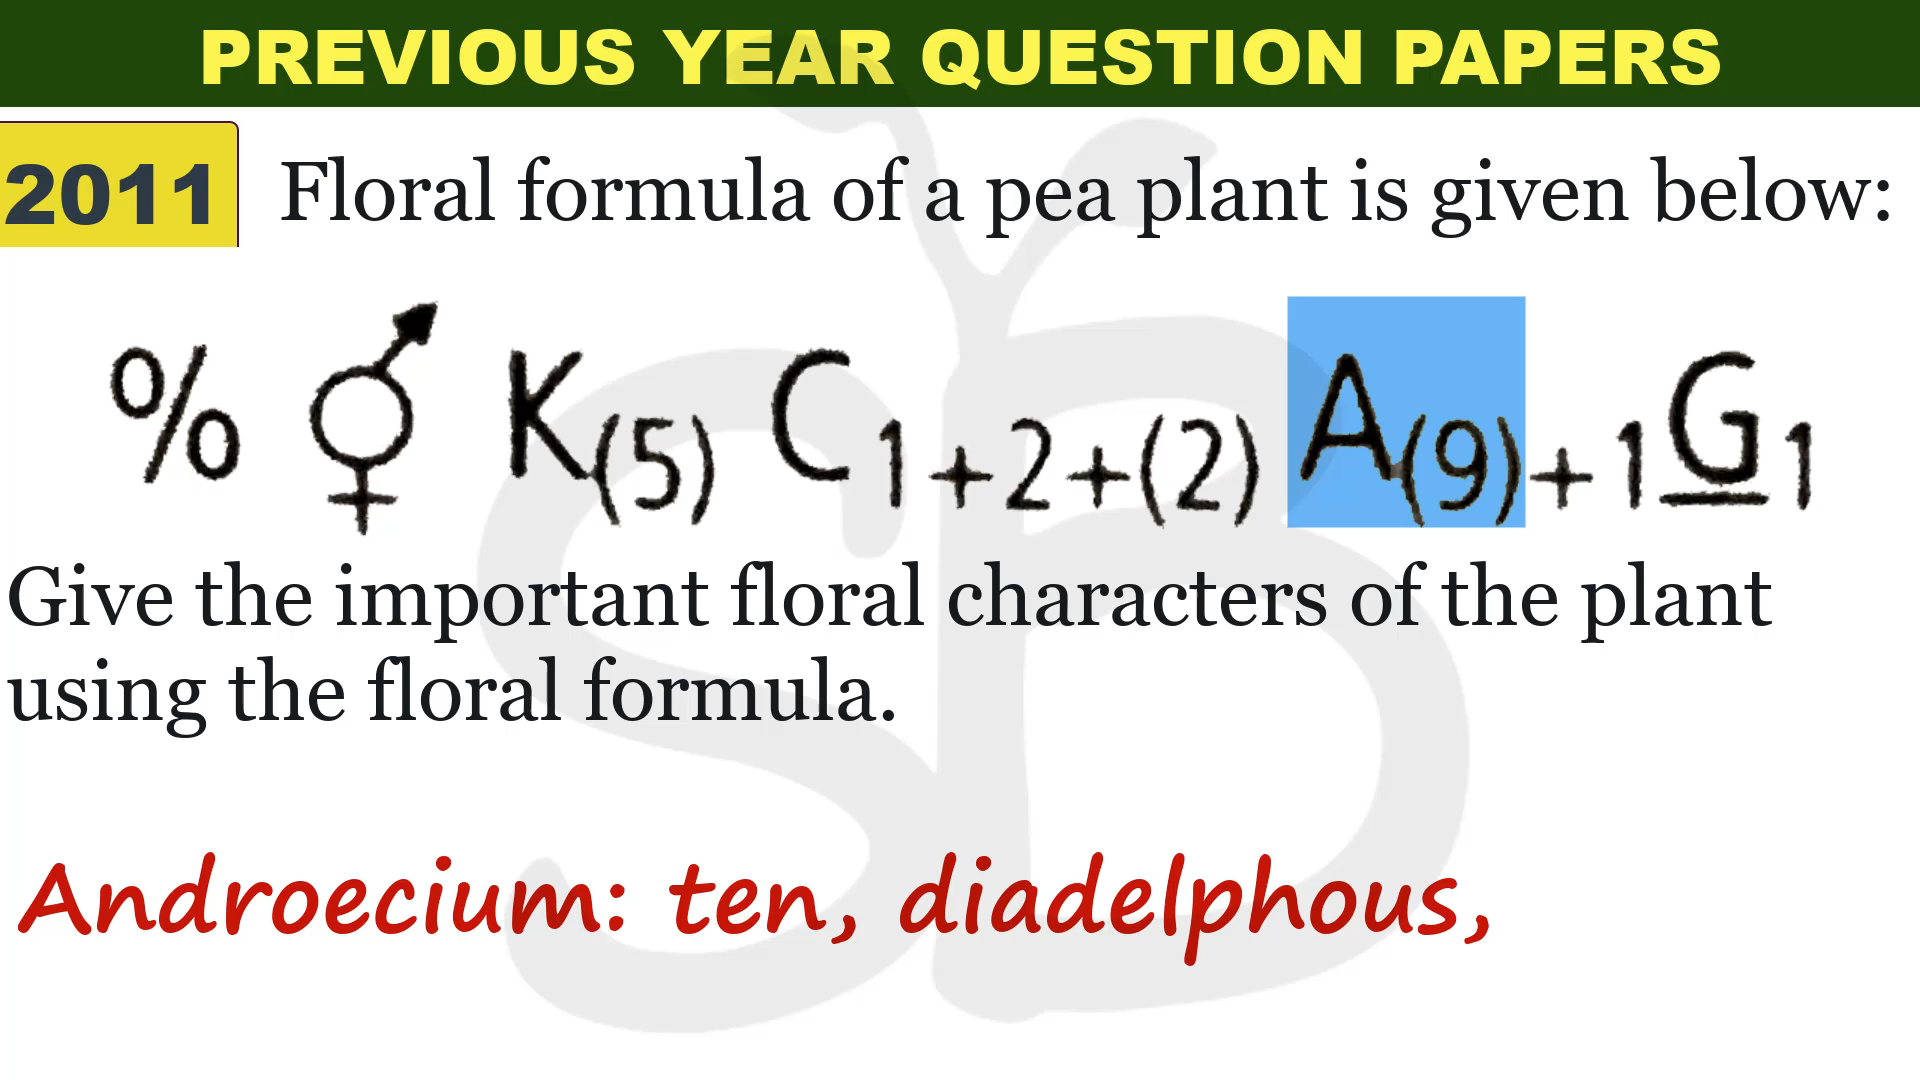 PREVIOUS YEAR QUESTION PAPERS
2011 Floral formula of a pea plant is given below:
% ⚥ K(5) C1+2+(2) A(9)+1 G1
Give the important floral characters of the plant
using the floral formula.
Androecium: ten, diadelphous,